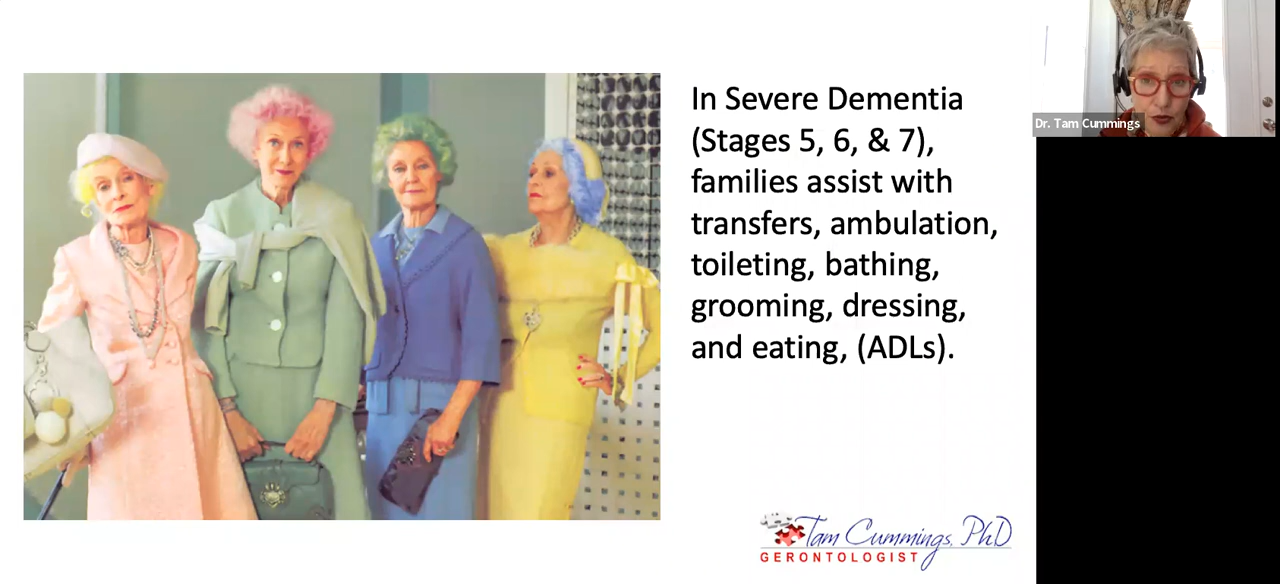 In Severe Dementia
(Stages 5, 6, & 7),
families assist with
transfers, ambulation,
toileting, bathing,
grooming, dressing,
and eating, (ADLs).
Dr. Tam Cummings
Tam Cummings, PhD
GERONTOLOGIST